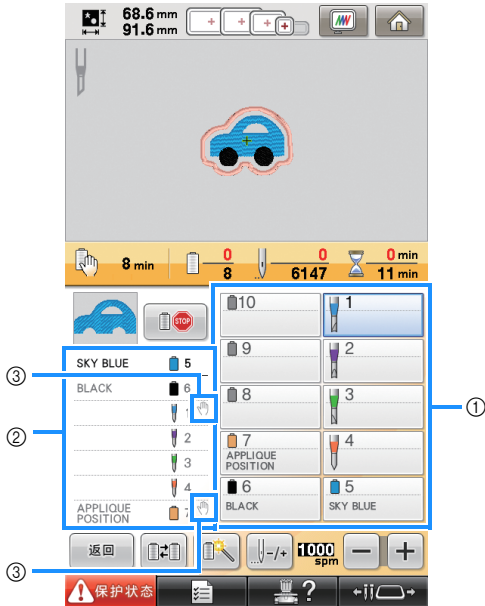 68.6 mm
91.6 mm
8 min
0
8
0
6147
0 min
11 min
STOP
SKY BLUE 5
BLACK 6
1
2
3
4
APPLIQUE
POSITION 7
10
1
9
2
8
3
7
APPLIQUE
POSITION
4
6
BLACK
5
SKY BLUE
①
②
③
③
返回
-/+
1000
spm
− +
保护状态
?